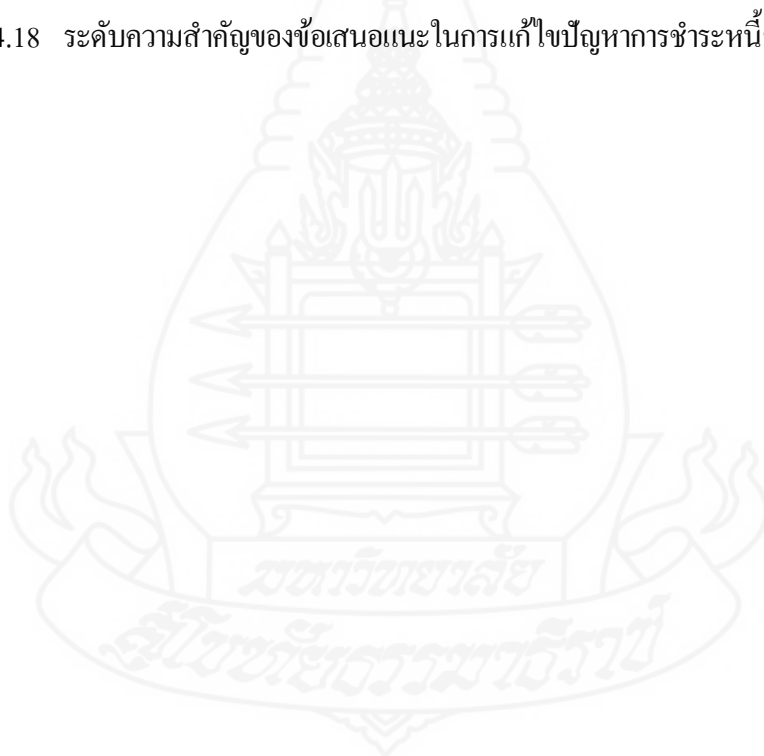 4.18 ระดับความสำคัญของข้อเสนอแนะในการแก้ไขปัญหาการชำระหนี้
มหาวิทยาลัย
สุโขทัยธรรมาธิราช